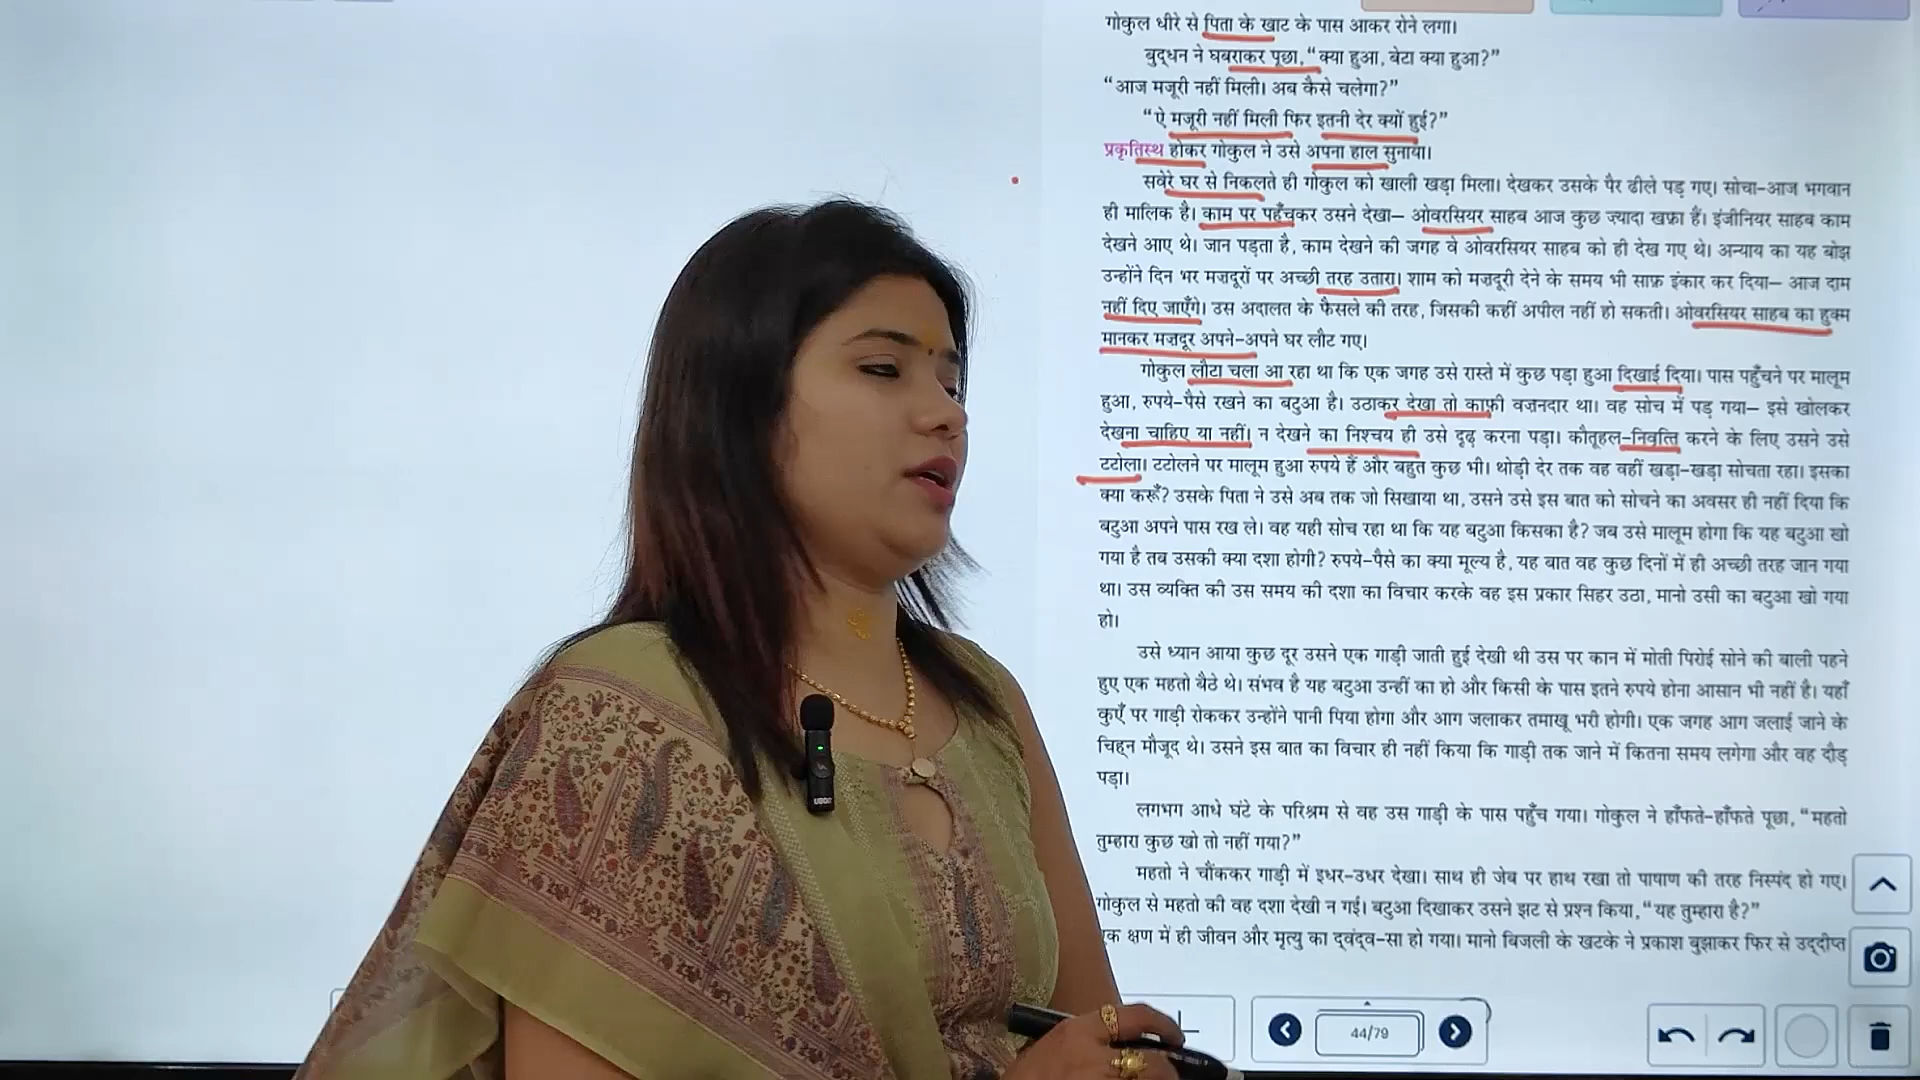 गोकुल धीरे से पिता के खाट के पास आकर रोने लगा।
बुद्धन ने घबराकर पूछा, “क्या हुआ, बेटा क्या हुआ?”
“आज मजूरी नहीं मिली। अब कैसे चलेगा?”
“ऐ मजूरी नहीं मिली फिर इतनी देर क्यों हुई?”
प्रकृतिस्थ होकर गोकुल ने उसे अपना हाल सुनाया।
सवेरे घर से निकलते ही गोकुल को खाली खड़ा मिला। देखकर उसके पैर ढीले पड़ गए। सोचा–आज भगवान
ही मालिक है। काम पर पहुँचकर उसने देखा– ओवरसियर साहब आज कुछ ज्यादा खफ़ा हैं। इंजीनियर साहब काम
देखने आए थे। जान पड़ता है, काम देखने की जगह वे ओवरसियर साहब को ही देख गए थे। अन्याय का यह बोझ
उन्होंने दिन भर मज़दूरों पर अच्छी तरह उतारा। शाम को मज़दूरी देने के समय भी साफ़ इंकार कर दिया– आज दाम
नहीं दिए जाएँगे। उस अदालत के फैसले की तरह, जिसकी कहीं अपील नहीं हो सकती। ओवरसियर साहब का हुक्म
मानकर मज़दूर अपने–अपने घर लौट गए।
गोकुल लौटा चला आ रहा था कि एक जगह उसे रास्ते में कुछ पड़ा हुआ दिखाई दिया। पास पहुँचने पर मालूम
हुआ, रुपये–पैसे रखने का बटुआ है। उठाकर देखा तो काफ़ी वज़नदार था। वह सोच में पड़ गया– इसे खोलकर
देखना चाहिए या नहीं। न देखने का निश्चय ही उसे दृढ़ करना पड़ा। कौतूहल–निवृत्ति करने के लिए उसने उसे
टटोला। टटोलने पर मालूम हुआ रुपये हैं और बहुत कुछ भी। थोड़ी देर तक वह वहीं खड़ा–खड़ा सोचता रहा। इसका
क्या करूँ? उसके पिता ने उसे अब तक जो सिखाया था, उसने उसे इस बात को सोचने का अवसर ही नहीं दिया कि
बटुआ अपने पास रख ले। वह यही सोच रहा था कि यह बटुआ किसका है? जब उसे मालूम होगा कि यह बटुआ खो
गया है तब उसकी क्या दशा होगी? रुपये–पैसे का क्या मूल्य है, यह बात वह कुछ दिनों में ही अच्छी तरह जान गया
था। उस व्यक्ति की उस समय की दशा का विचार करके वह इस प्रकार सिहर उठा, मानो उसी का बटुआ खो गया
हो।
उसे ध्यान आया कुछ दूर उसने एक गाड़ी जाती हुई देखी थी उस पर कान में मोती पिरोई सोने की बाली पहने
हुए एक महतो बैठे थे। संभव है यह बटुआ उन्हीं का हो और किसी के पास इतने रुपये होना आसान भी नहीं है। यहाँ
कुएँ पर गाड़ी रोककर उन्होंने पानी पिया होगा और आग जलाकर तमाखू भरी होगी। एक जगह आग जलाई जाने के
चिह्न मौजूद थे। उसने इस बात का विचार ही नहीं किया कि गाड़ी तक जाने में कितना समय लगेगा और वह दौड़
पड़ा।
लगभग आधे घंटे के परिश्रम से वह उस गाड़ी के पास पहुँच गया। गोकुल ने हाँफते–हाँफते पूछा, “महतो
तुम्हारा कुछ खो तो नहीं गया?”
महतो ने चौंककर गाड़ी में इधर–उधर देखा। साथ ही जेब पर हाथ रखा तो पाषाण की तरह निस्पंद हो गए।
गोकुल से महतो की वह दशा देखी न गई। बटुआ दिखाकर उसने झट से प्रश्न किया, “यह तुम्हारा है?”
एक क्षण में ही जीवन और मृत्यु का द्वंद्व–सा हो गया। मानो बिजली के खटके ने प्रकाश बुझाकर फिर से उद्दीप्त
44/79